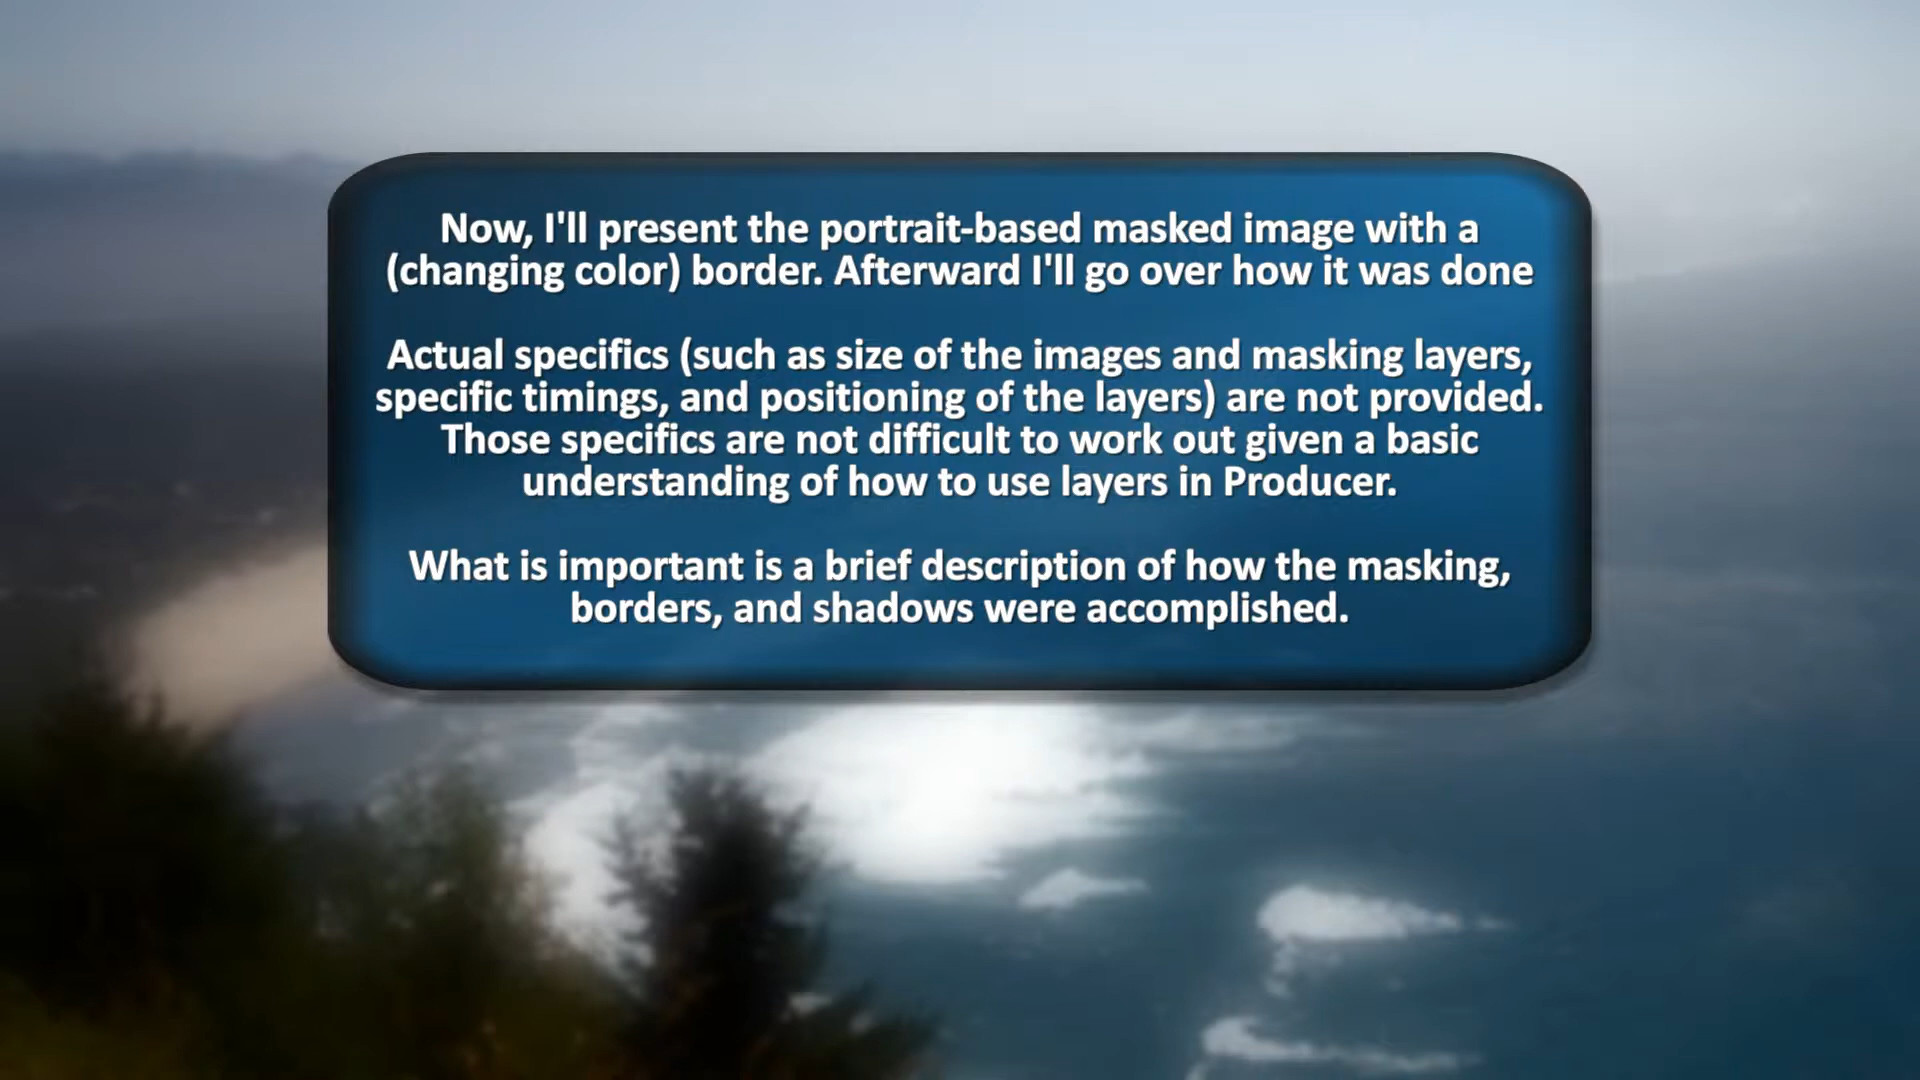 Now, I'll present the portrait-based masked image with a
(changing color) border. Afterward I'll go over how it was done
Actual specifics (such as size of the images and masking layers,
specific timings, and positioning of the layers) are not provided.
Those specifics are not difficult to work out given a basic
understanding of how to use layers in Producer.
What is important is a brief description of how the masking,
borders, and shadows were accomplished.